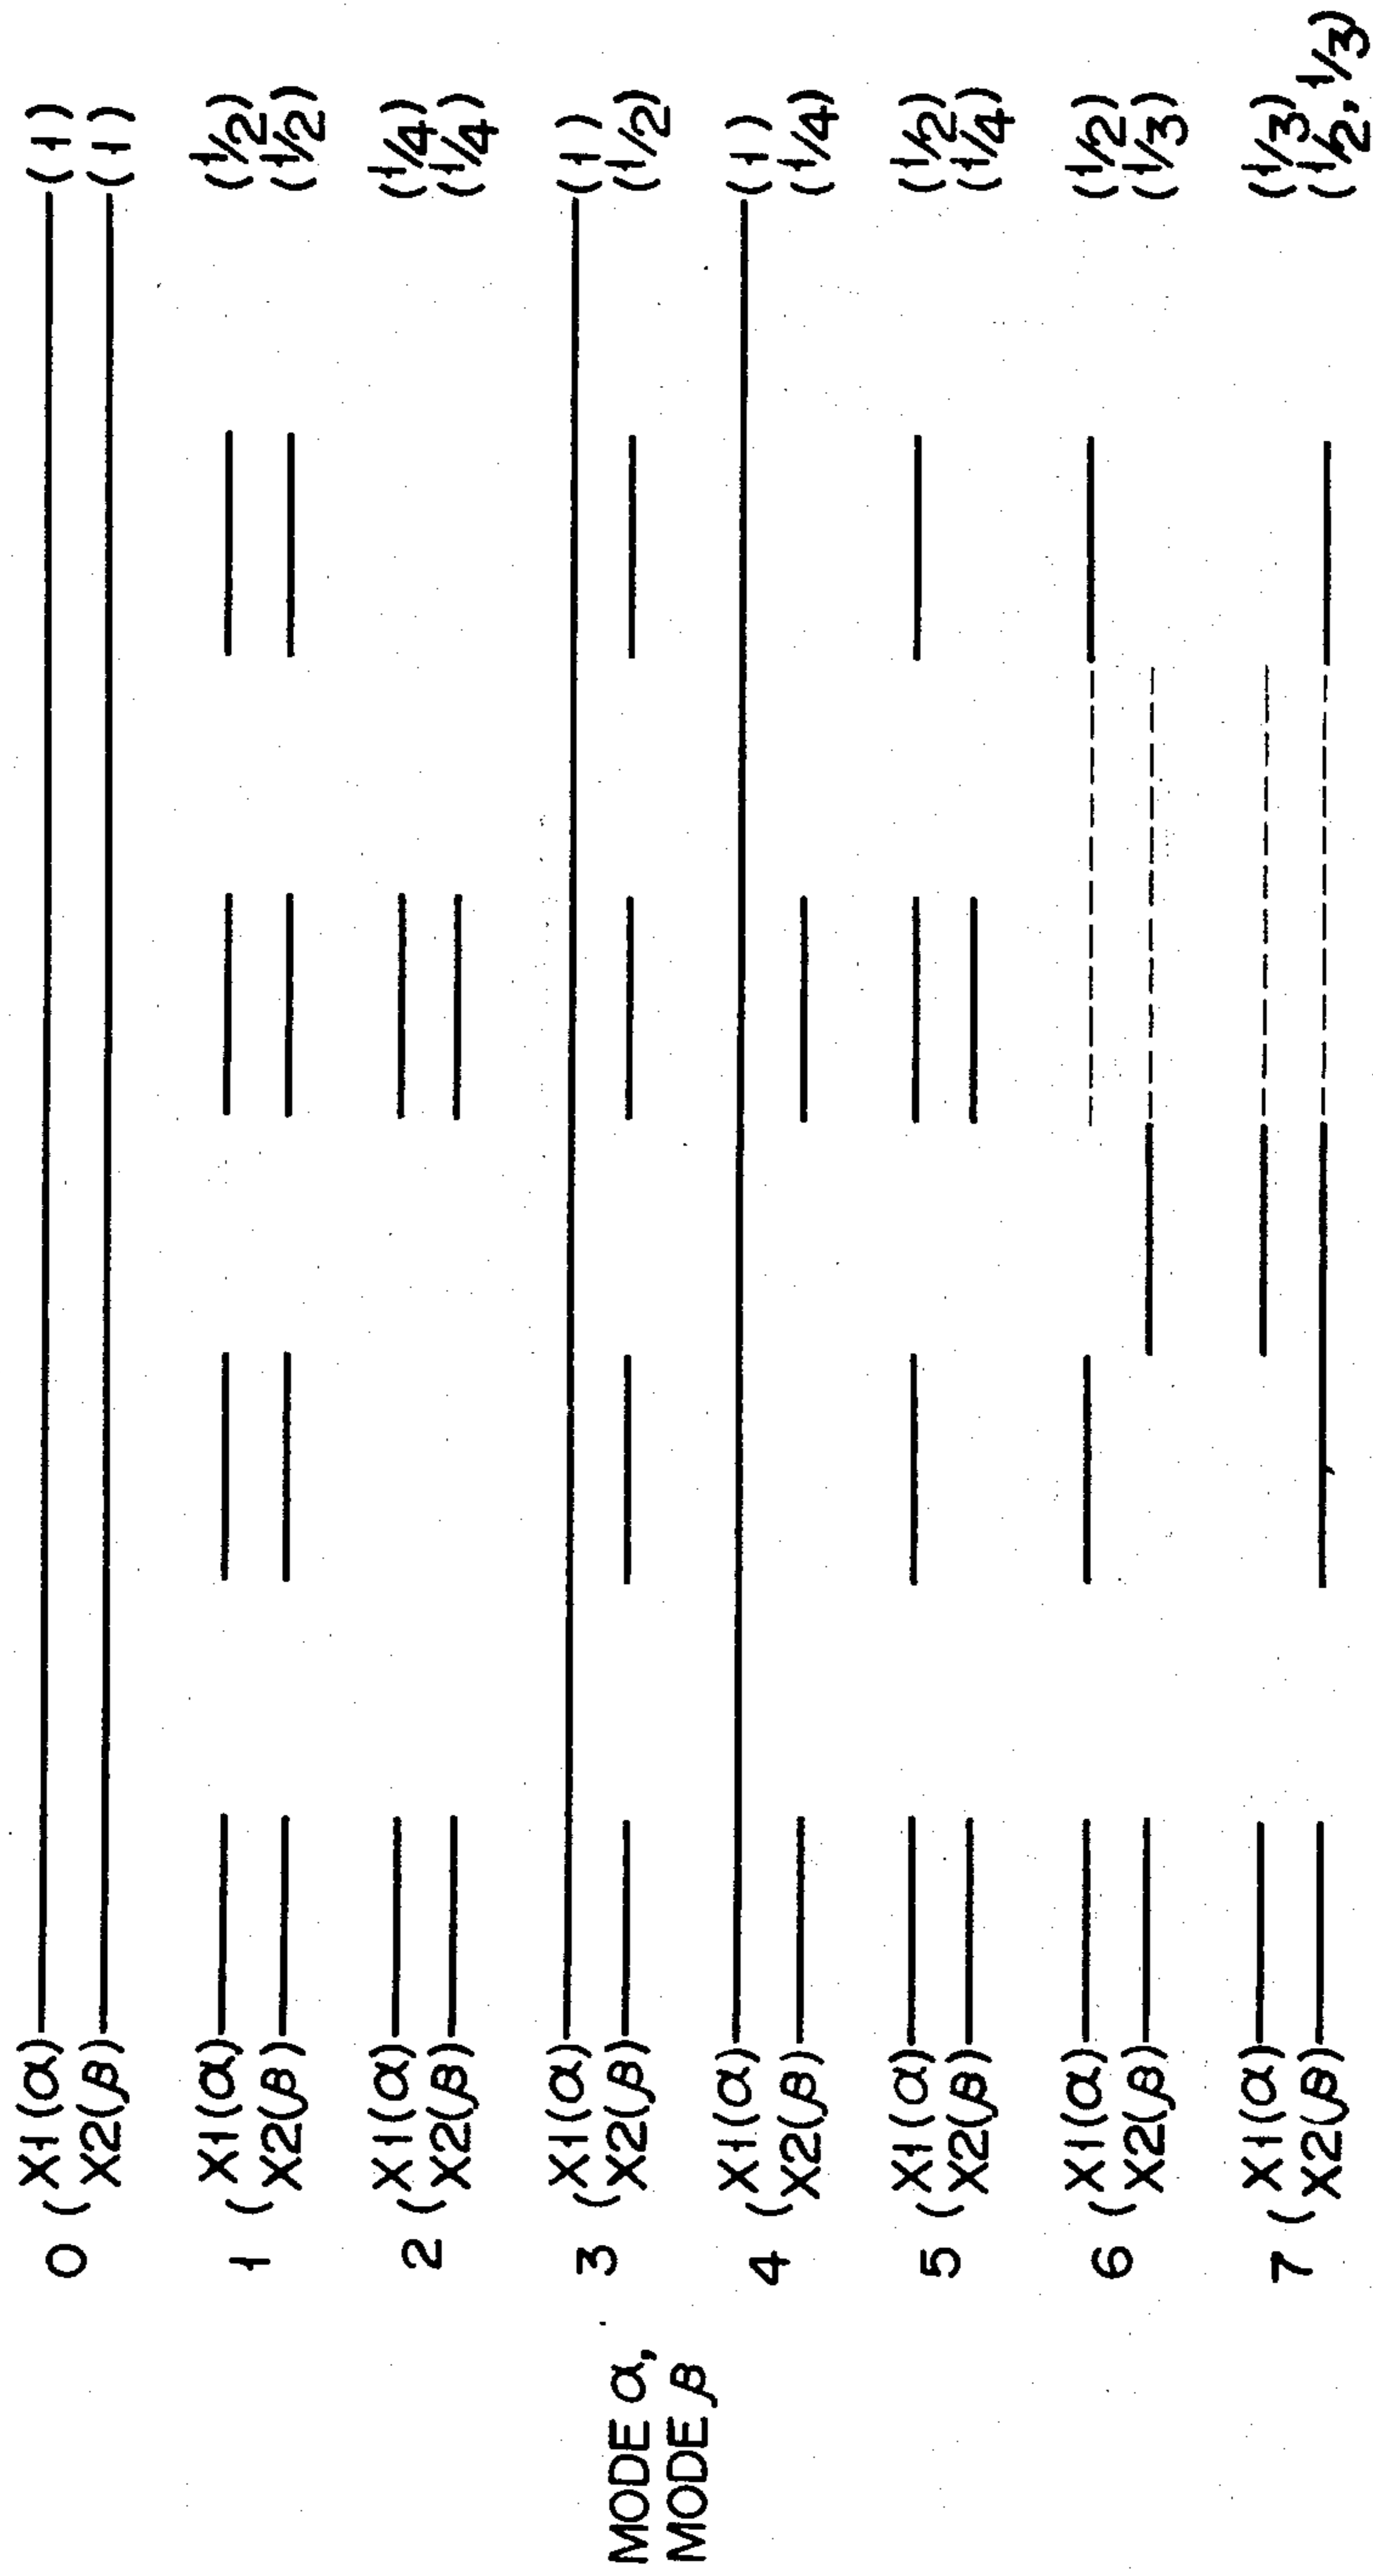 0 ( X1(α) (1)
X2(β) (1)
1 ( X1(α) (1/2)
X2(β) (1/2)
2 ( X1(α) (1/4)
X2(β) (1/4)
MODE α,
MODE β
3 ( X1(α) (1)
X2(β) (1/2)
4 ( X1(α) (1)
X2(β) (1/4)
5 ( X1(α) (1/2)
X2(β) (1/4)
6 ( X1(α) (1/2)
X2(β) (1/3)
7 ( X1(α) (1/3)
X2(β) (1/2, 1/3)